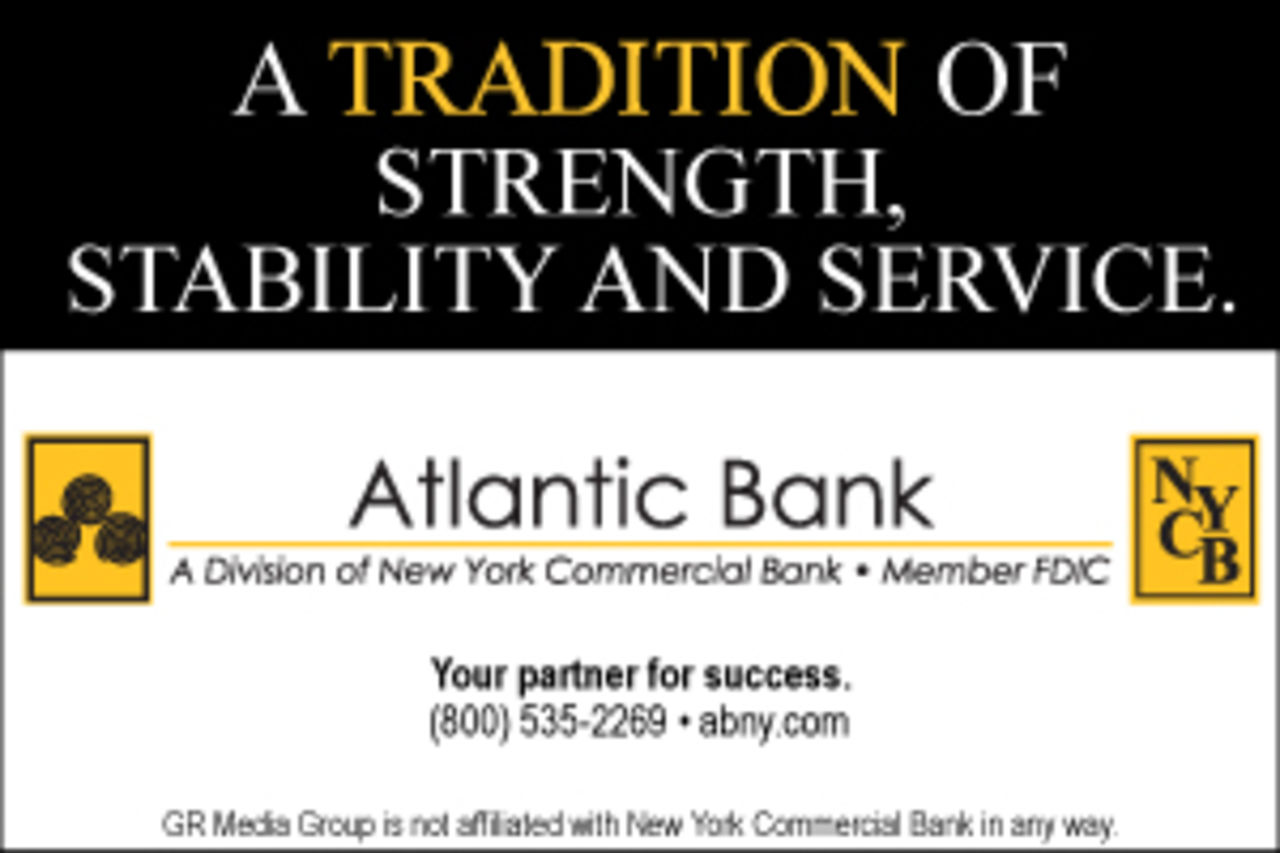 A TRADITION OF
STRENGTH,
STABILITY AND SERVICE.
Atlantic Bank
A Division of New York Commercial Bank • Member FDIC
NYCB
Your partner for success.
(800) 535-2269 • abny.com
GR Media Group is not affiliated with New York Commercial Bank in any way.